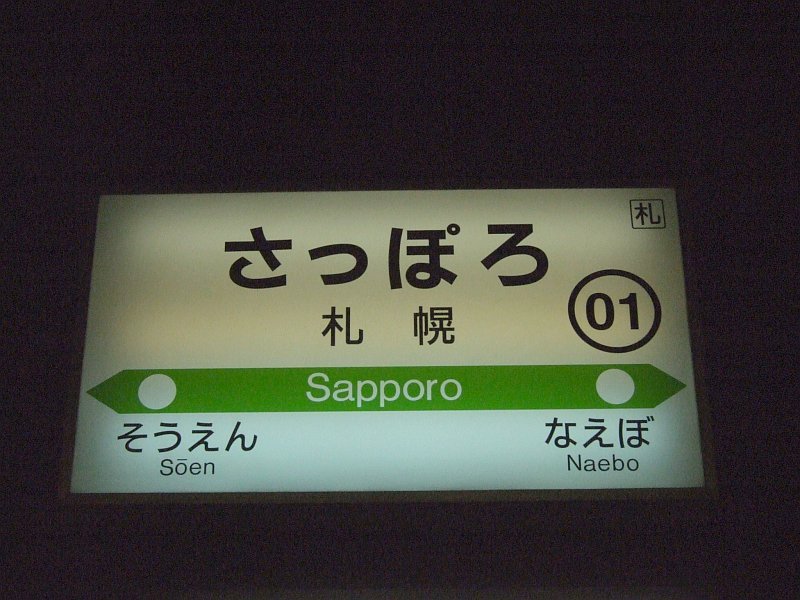 札
さっぽろ
札 幌
01
Sapporo
そうえん
Sōen
なえぼ
Naebo